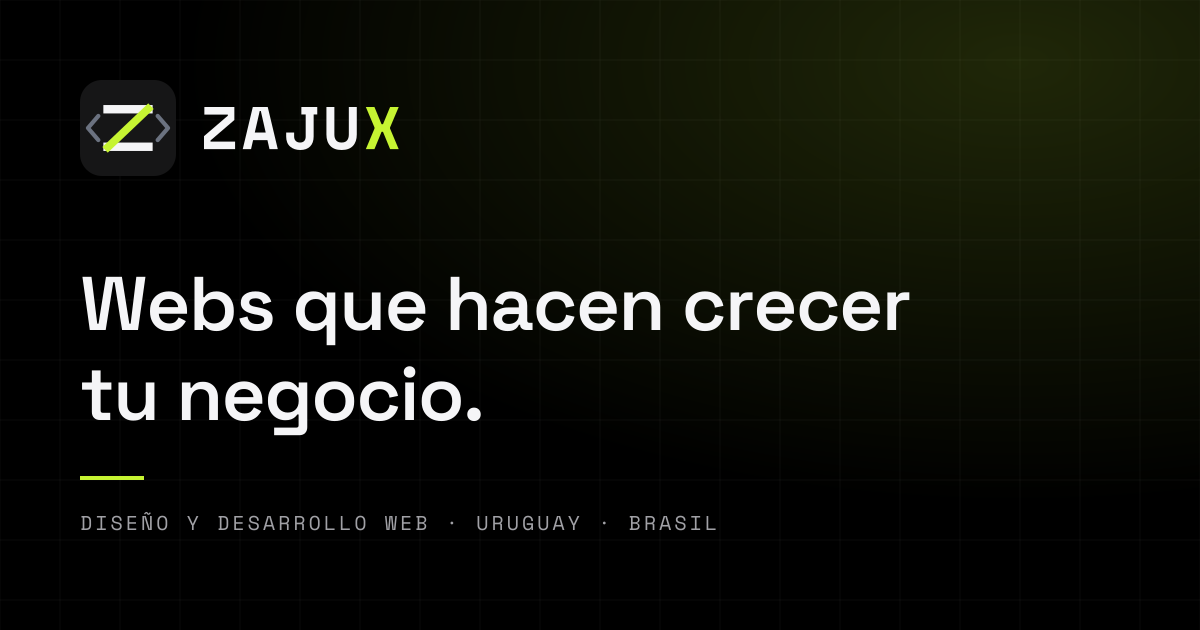 Z
ZAJUX
Webs que hacen crecer
tu negocio.
DISEÑO Y DESARROLLO WEB · URUGUAY · BRASIL